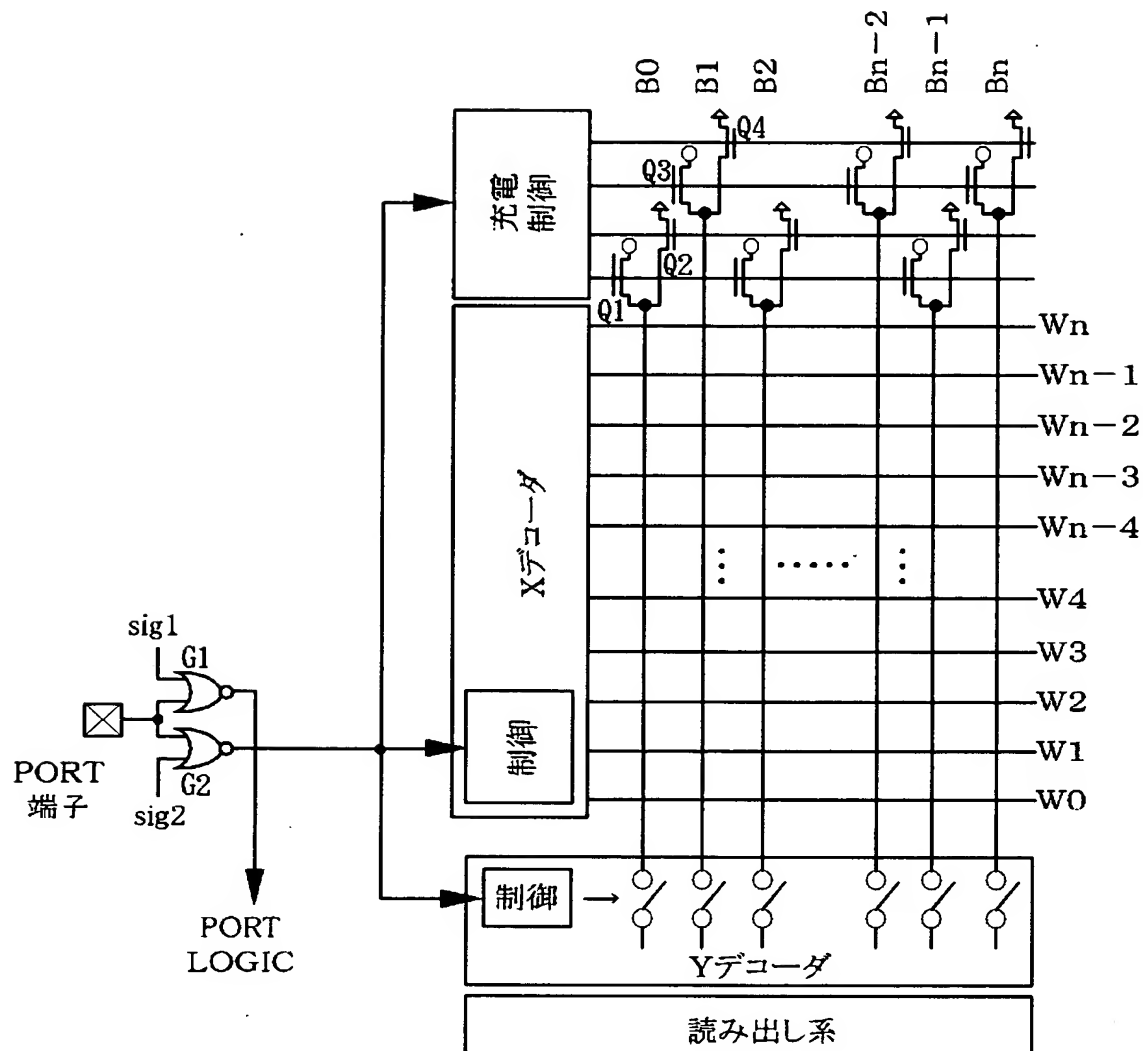 B0
B1
B2
Bn-2
Bn-1
Bn
Q4
Q3
Q2
Q1
充電
制御
Wn
Wn-1
Wn-2
Wn-3
Wn-4
Xデコーダ
W4
W3
W2
W1
W0
制御
sig1
G1
G2
sig2
PORT
端子
PORT
LOGIC
制御
Yデコーダ
読み出し系